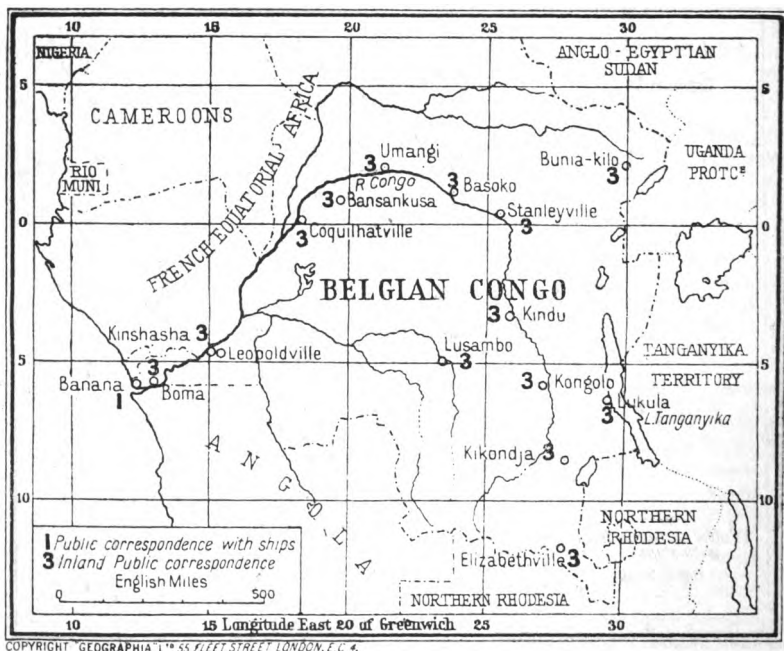 10 15 20 25 30
NIGERIA
ANGLO-EGYPTIAN
SUDAN
5 5
CAMEROONS
FRENCH EQUATORIAL AFRICA
UGANDA
PROTCE
RIO
MUNI
3 Umangi
Bunia-kilo
3
R Congo
3 Basoko
3 Bansankusa
Stanleyville
3
0 0
Coquilhatville
3
BELGIAN CONGO
3 Kindu
Kinshasha 3
Leopoldville
Lusambo
3
TANGANYIKA
TERRITORY
5 5
Banana
1
3
Boma
3 Kongolo
Lukula
3 L.Tanganyika
ANGOLA
Kikondja 3
10 10
NORTHERN
RHODESIA
Elizabethville 3
NORTHERN RHODESIA
1 Public correspondence with ships
3 Inland Public correspondence
English Miles
0 500
10 15 Longitude East 20 of Greenwich 25 30
COPYRIGHT "GEOGRAPHIA" LTD 55 FLEET STREET LONDON, E.C. 4.